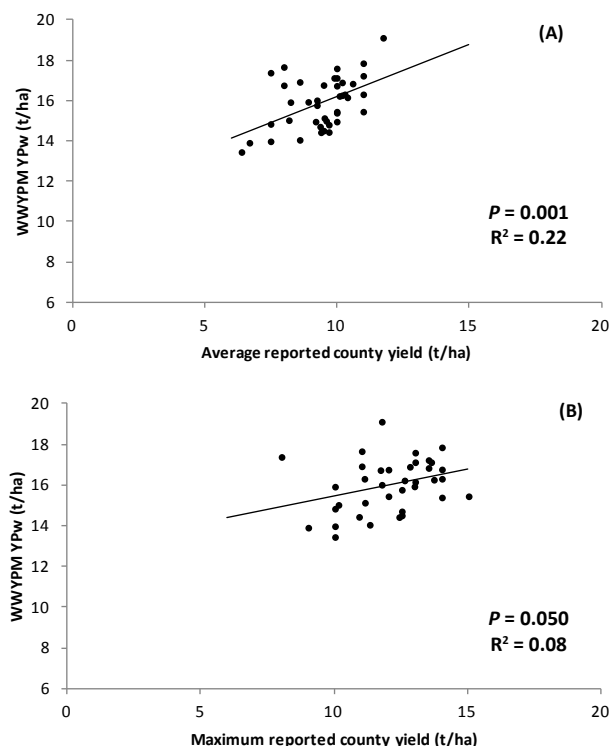 20
18
16
14
12
10
8
6
WWYPM YPw (t/ha)
(A)
P = 0.001
R² = 0.22
0 5 10 15 20
Average reported county yield (t/ha)
20
18
16
14
12
10
8
6
WWYPM YPw (t/ha)
(B)
P = 0.050
R² = 0.08
0 5 10 15 20
Maximum reported county yield (t/ha)